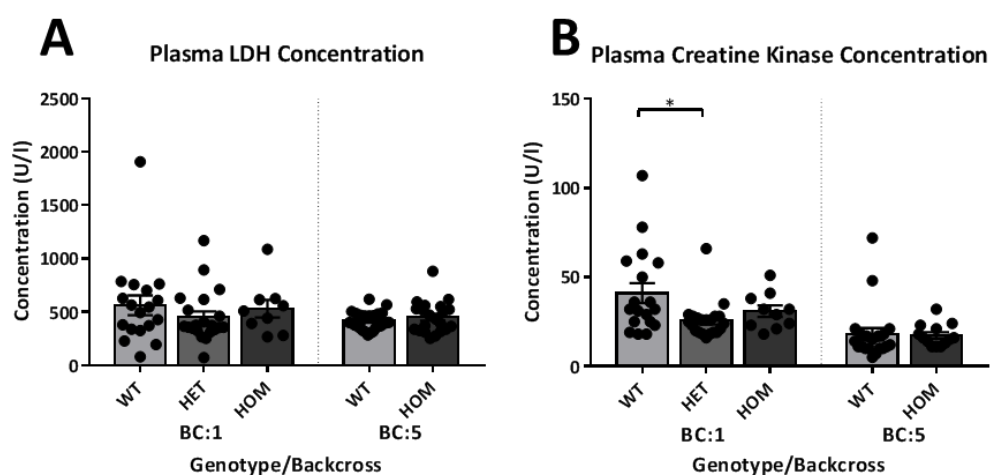 A
Plasma LDH Concentration
2500
2000
1500
1000
500
0
Concentration (U/l)
WT
HET
HOM
WT
HOM
BC:1
BC:5
Genotype/Backcross
B
Plasma Creatine Kinase Concentration
150
100
50
0
Concentration (U/l)
*
WT
HET
HOM
WT
HOM
BC:1
BC:5
Genotype/Backcross